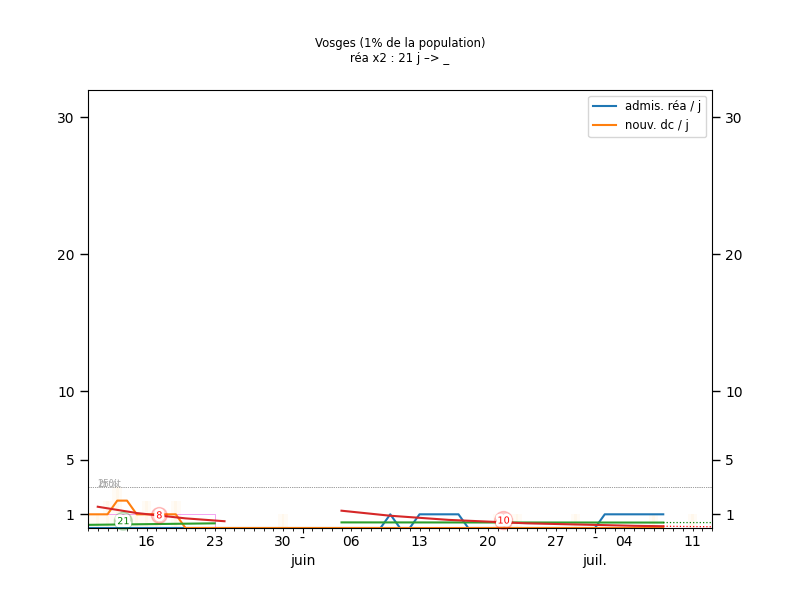 Vosges (1% de la population)
réa x2 : 21 j –> _
admis. réa / j
nouv. dc / j
30 30
20 20
10 10
5 5
1 1
21 8 10
16 23 30 - 06 13 20 27 - 04 11
juin juil.